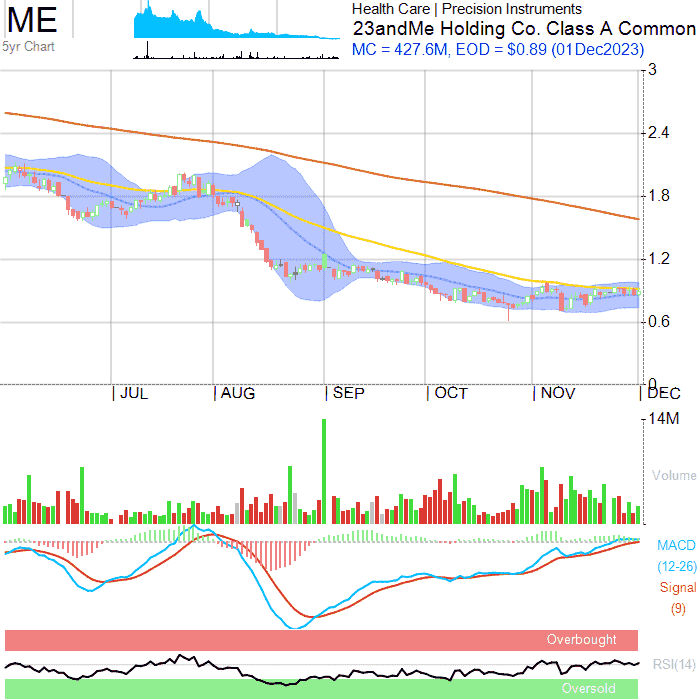 ME
5yr Chart
Health Care | Precision Instruments
23andMe Holding Co. Class A Common
MC = 427.6M, EOD = $0.89 (01Dec2023)
3
2.4
1.8
1.2
0.6
0
JUL AUG SEP OCT NOV DEC
14M
Volume
MACD
(12-26)
Signal
(9)
Overbought
RSI(14)
Oversold